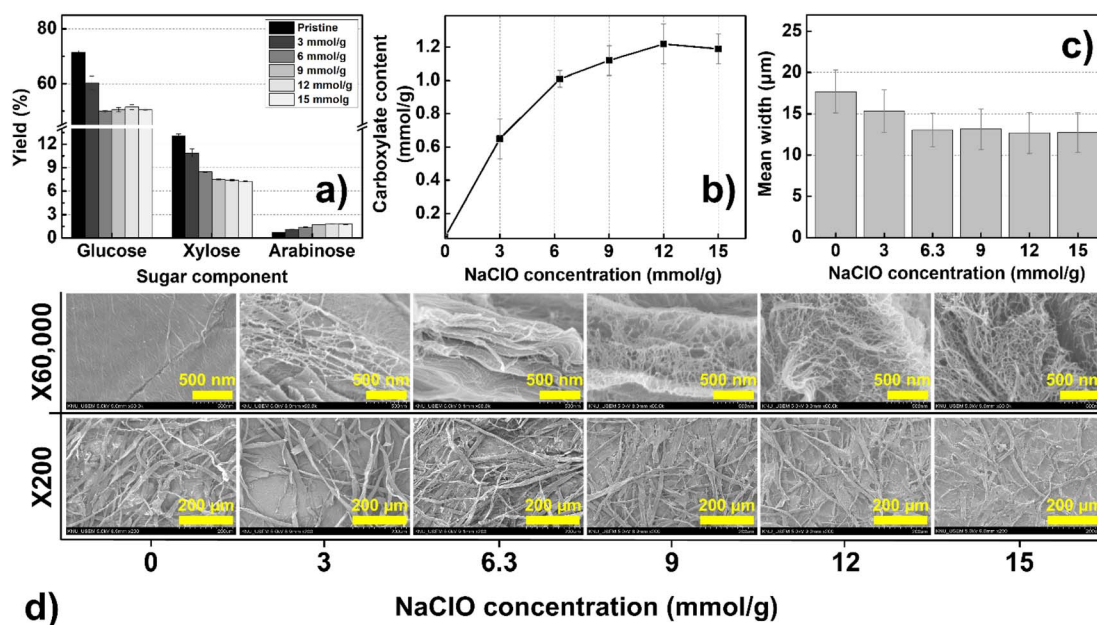 80
60
12
9
6
3
0
Yield (%)
Pristine
3 mmol/g
6 mmol/g
9 mmol/g
12 mmol/g
15 mmolg
a)
Glucose Xylose Arabinose
Sugar component
Carboxylate content
(mmol/g)
1.2
1.0
0.8
0.6
0.4
0.2
b)
0 3 6 9 12 15
NaClO concentration (mmol/g)
Mean width (µm)
25
20
15
10
5
0
c)
0 3 6.3 9 12 15
NaClO concentration (mmol/g)
X60,000
500 nm 500 nm 500 nm 500 nm 500 nm 500 nm
X200
200 µm 200 µm 200 µm 200 µm 200 µm 200 µm
0 3 6.3 9 12 15
d) NaClO concentration (mmol/g)